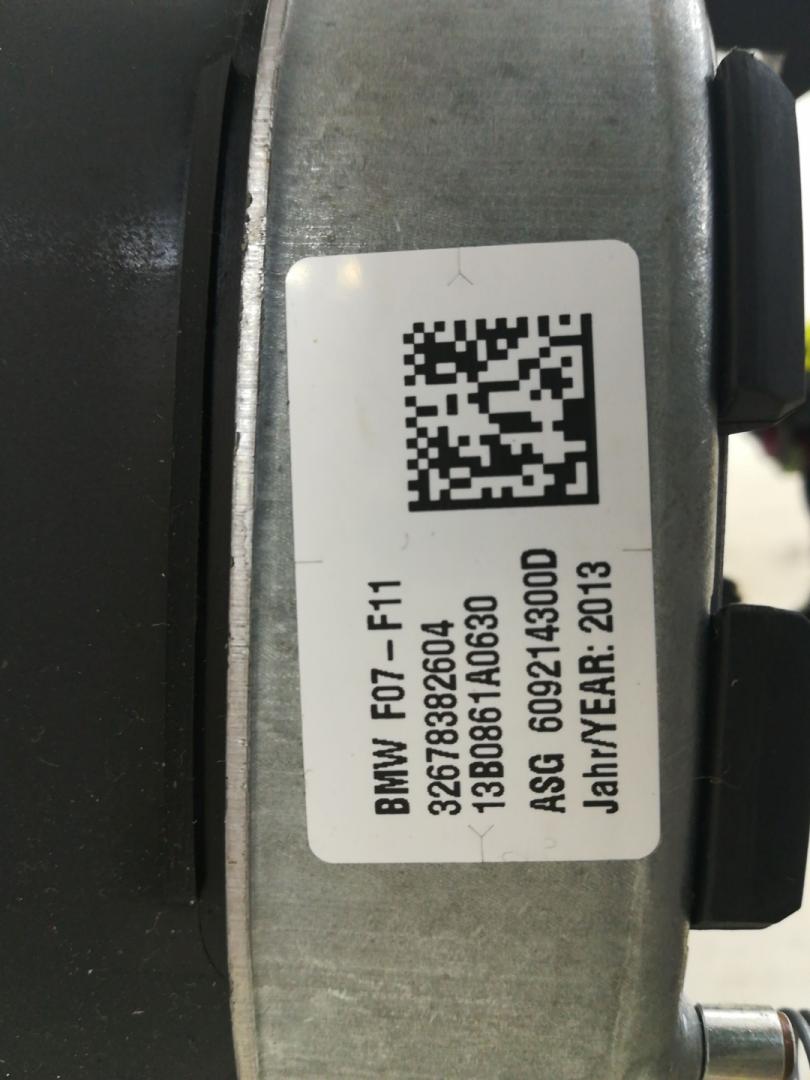 BMW F07-F11
32678382604
13B0861A0630
ASG 609214300D
Jahr/YEAR: 2013